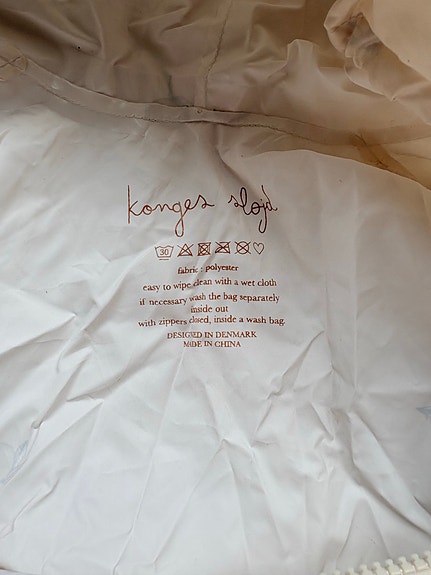 konges sløjd
30
fabric : polyester
easy to wipe clean with a wet cloth
if necessary wash the bag separately
inside out
with zippers closed, inside a wash bag.
DESIGNED IN DENMARK
MADE IN CHINA